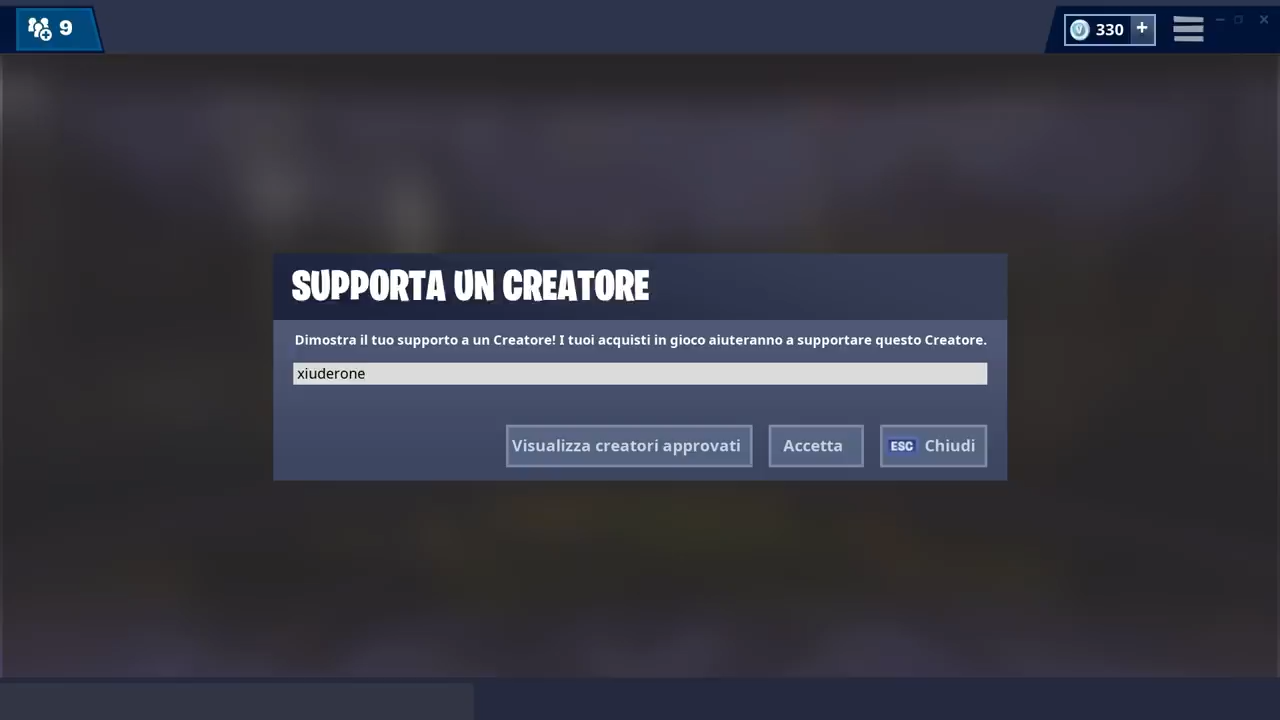 9
330 +
SUPPORTA UN CREATORE
Dimostra il tuo supporto a un Creatore! I tuoi acquisti in gioco aiuteranno a supportare questo Creatore.
xiuderone
Visualizza creatori approvati
Accetta
ESC Chiudi